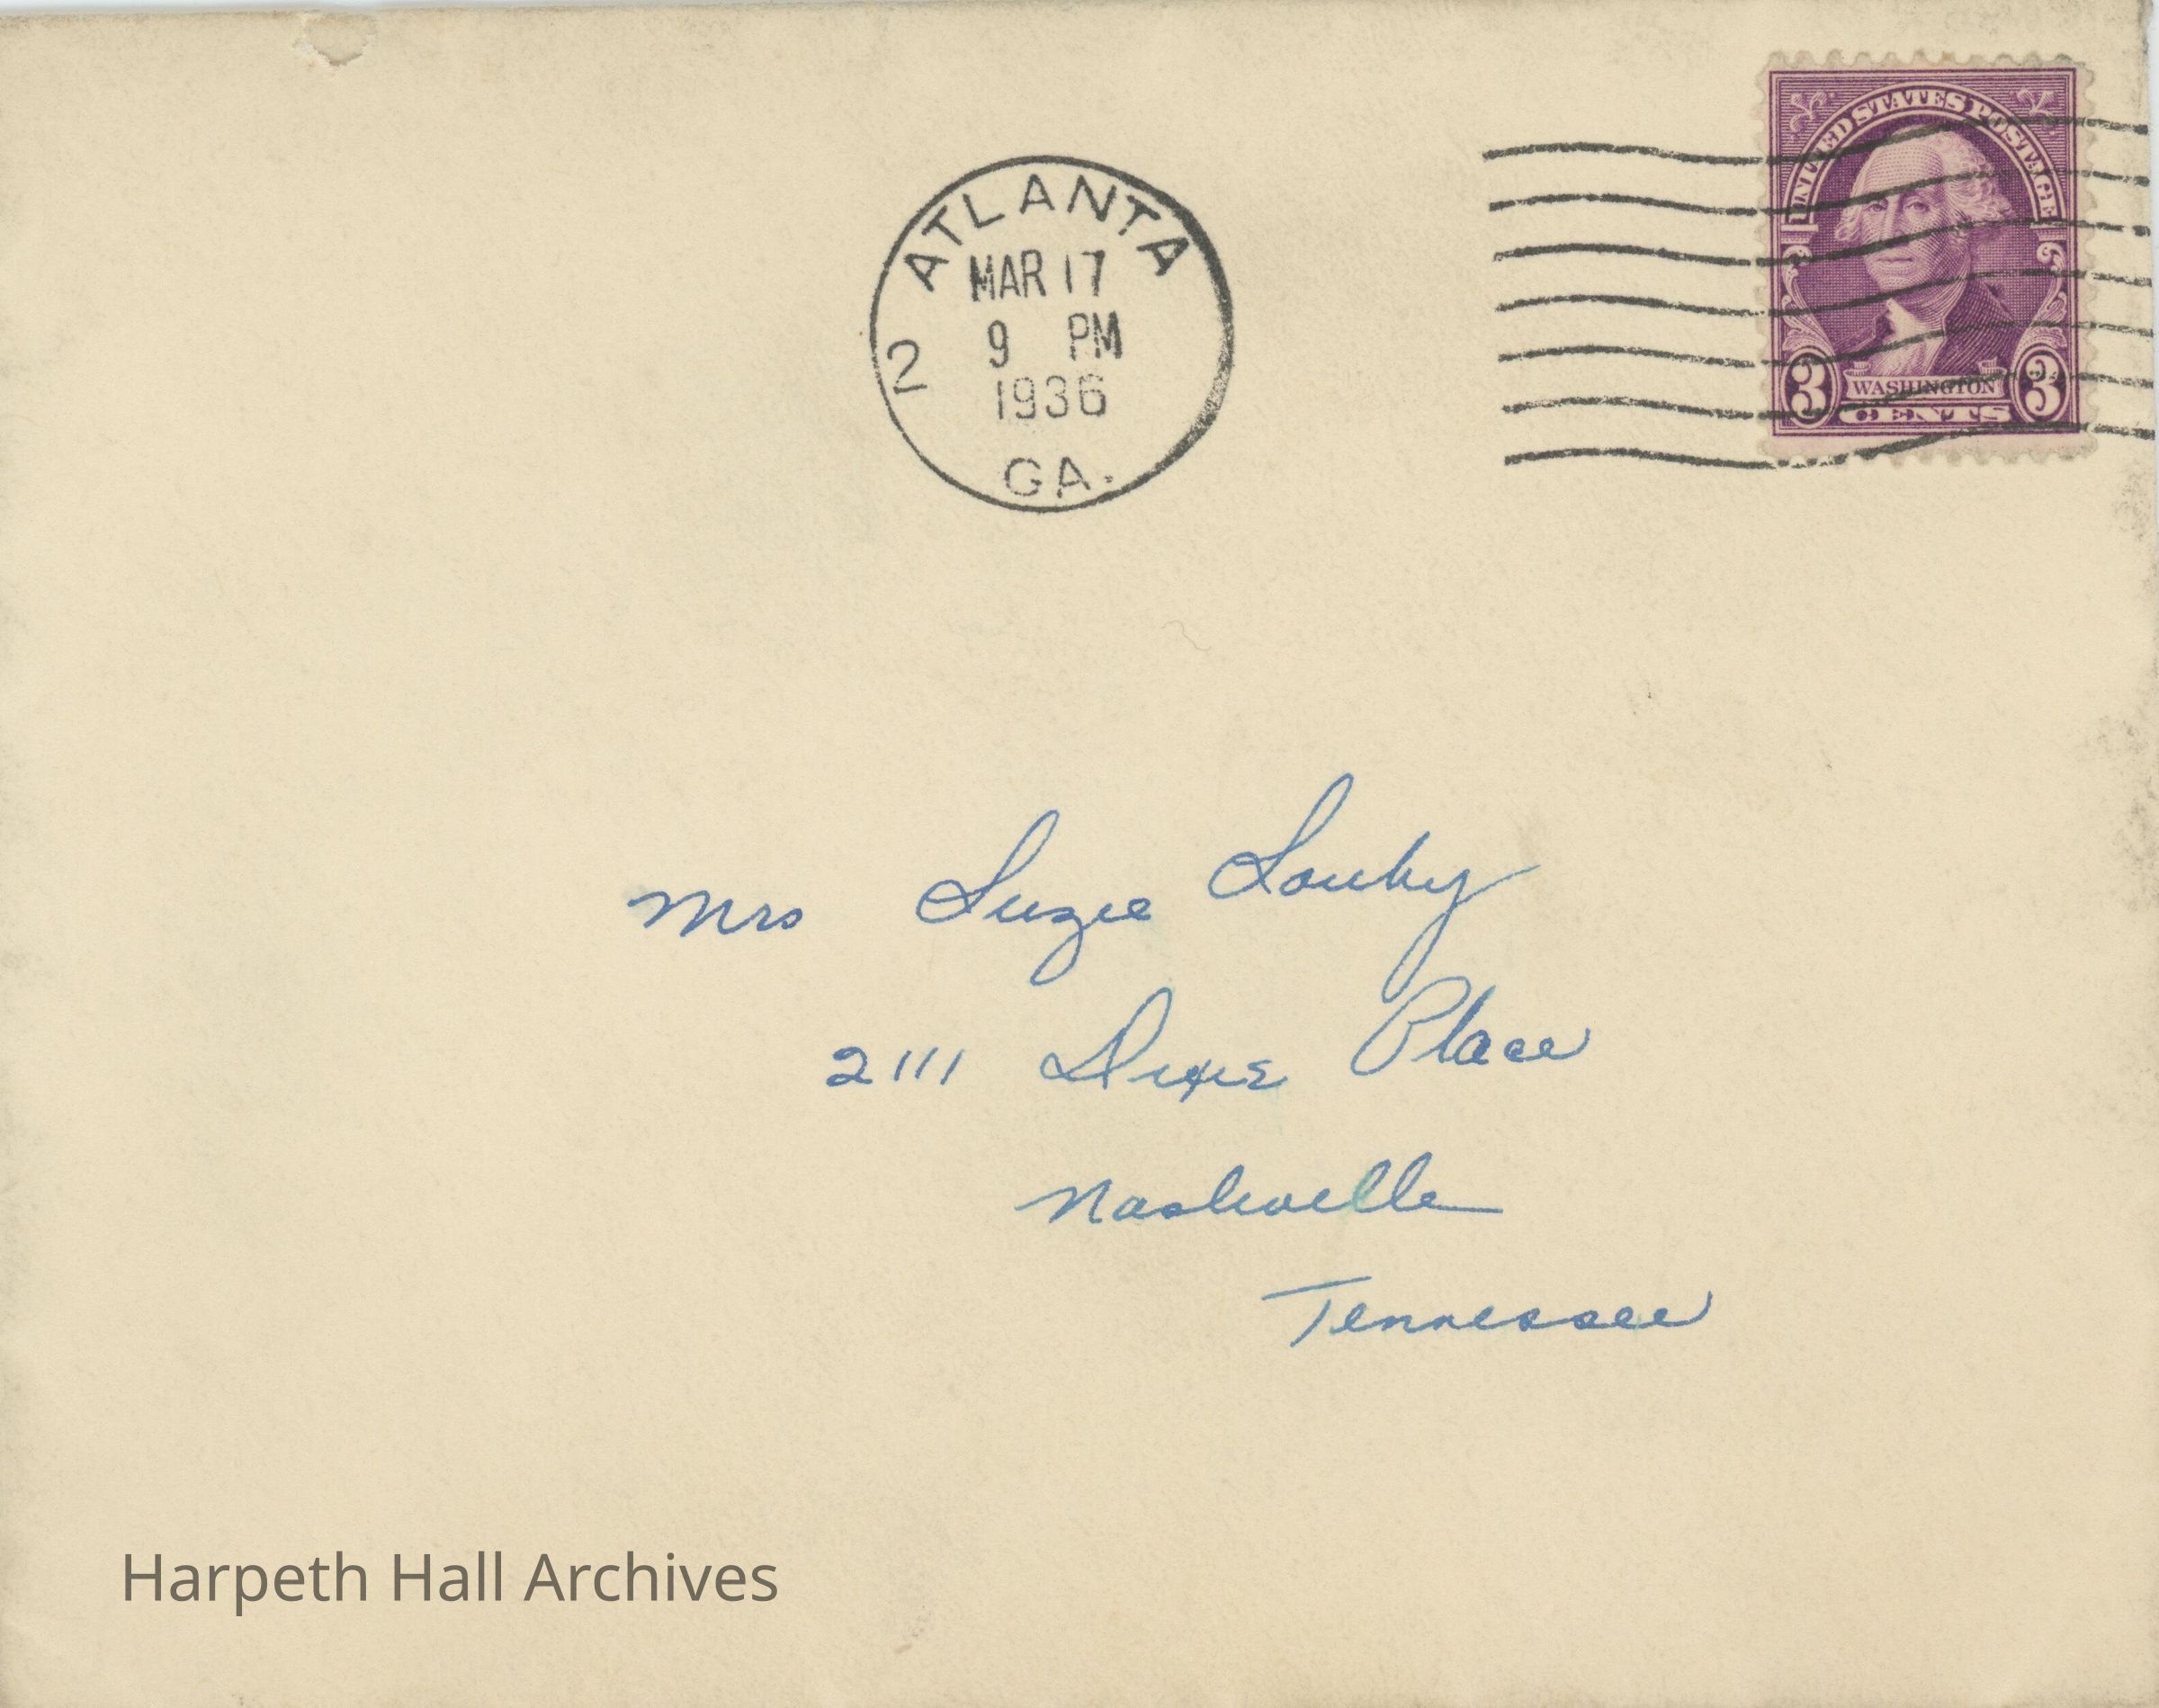 ATLANTA
MAR 17
9 PM
2
1936
GA.
UNITED STATES POSTAGE
3 WASHINGTON 3
CENTS
Mrs Suzie
2111 Dixie Place
Nashville
Tennessee
Harpeth Hall Archives